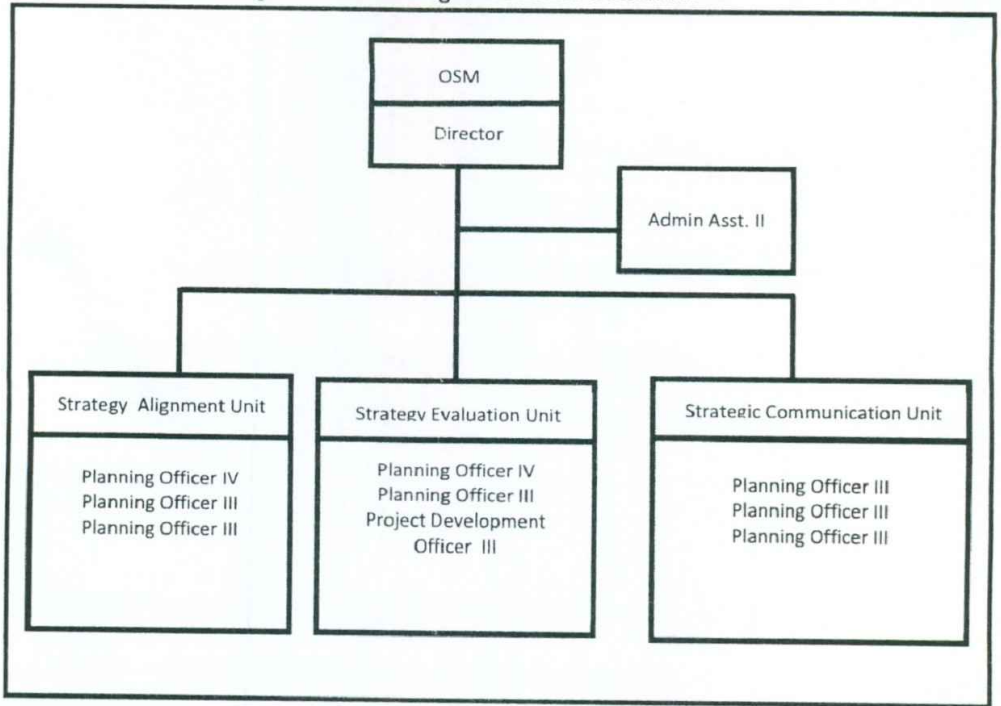 OSM
Director
Admin Asst. II
Strategy Alignment Unit
Planning Officer IV
Planning Officer III
Planning Officer III
Strategy Evaluation Unit
Planning Officer IV
Planning Officer III
Project Development
Officer III
Strategic Communication Unit
Planning Officer III
Planning Officer III
Planning Officer III